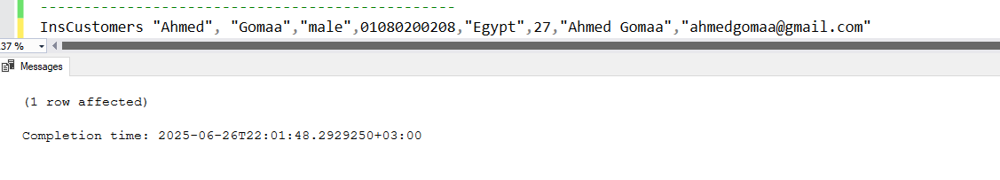 ------------------------------------------------
InsCustomers "Ahmed", "Gomaa","male",01080200208,"Egypt",27,"Ahmed Gomaa","ahmedgomaa@gmail.com"
37 %
Messages
(1 row affected)
Completion time: 2025-06-26T22:01:48.2929250+03:00